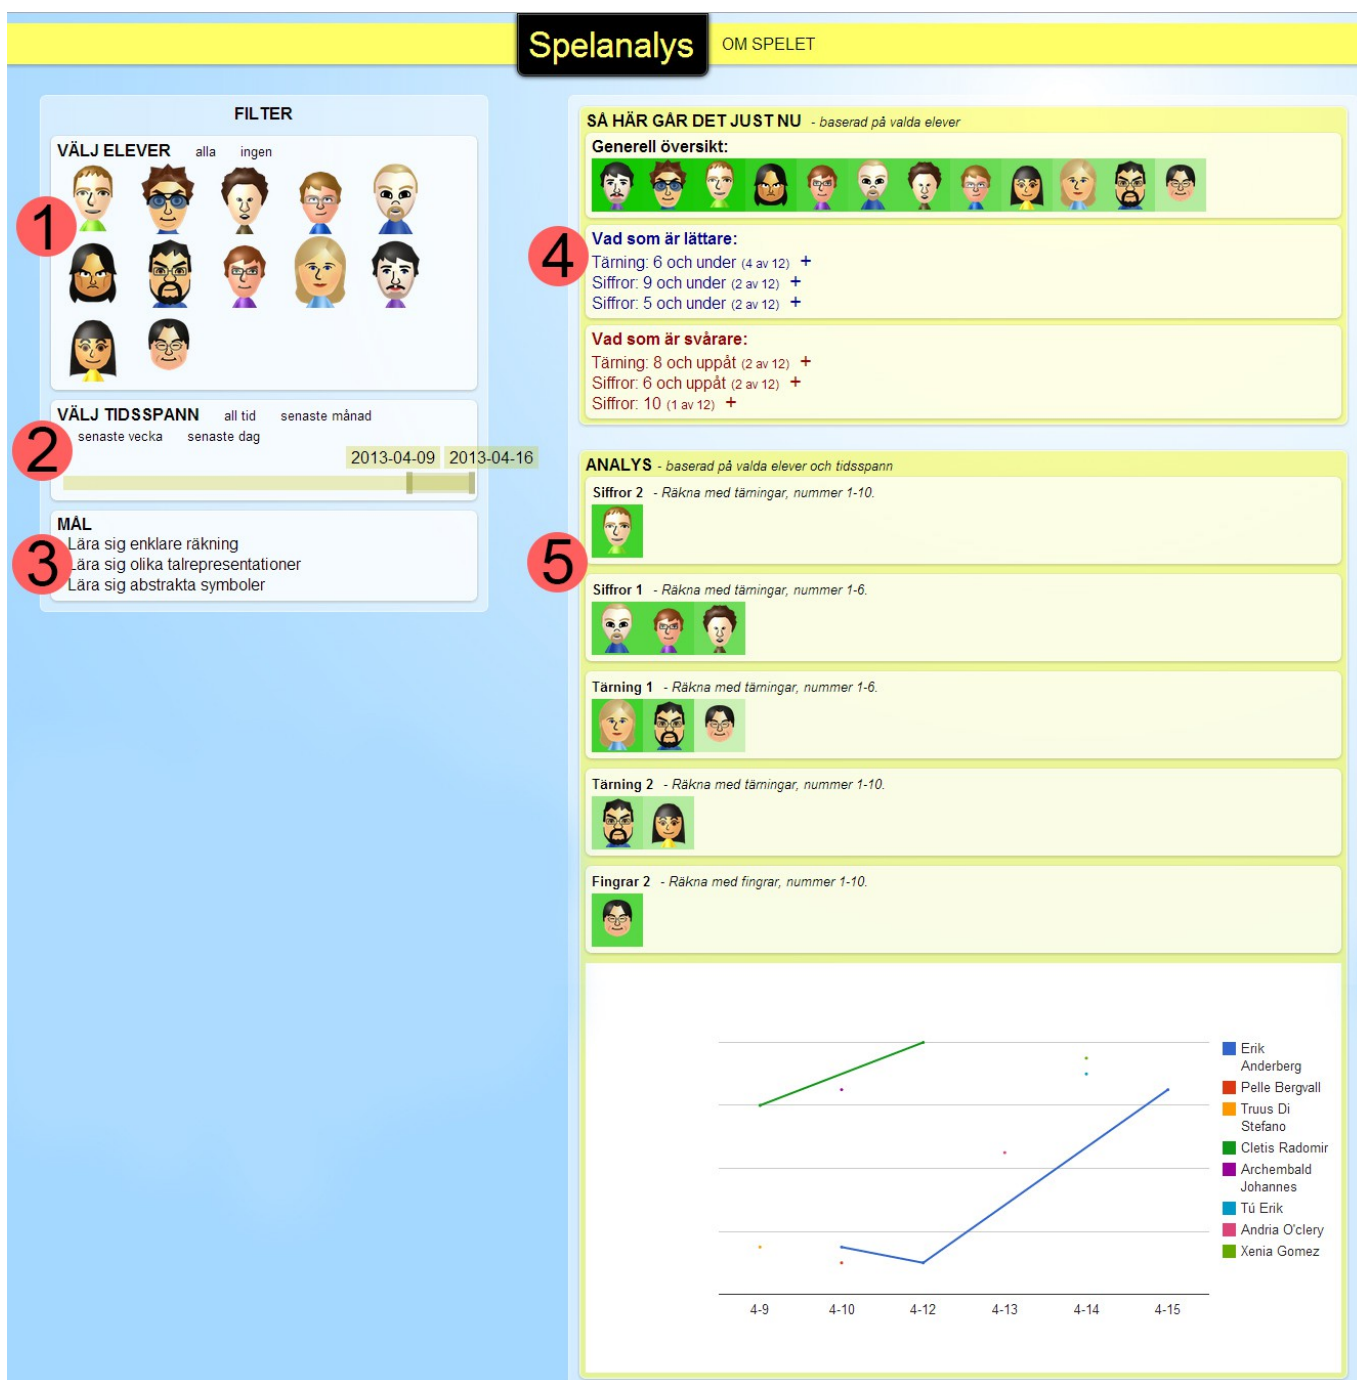 Spelanalys OM SPELET
FILTER
VÄLJ ELEVER alla ingen
1
VÄLJ TIDSSPANN all tid senaste månad
senaste vecka senaste dag
2
2013-04-09 2013-04-16
MÅL
Lära sig enklare räkning
3
Lära sig olika talrepresentationer
Lära sig abstrakta symboler
SÅ HÄR GÅR DET JUST NU - baserad på valda elever
Generell översikt:
4
Vad som är lättare:
Tärning: 6 och under (4 av 12) +
Siffror: 9 och under (2 av 12) +
Siffror: 5 och under (2 av 12) +
Vad som är svårare:
Tärning: 8 och uppåt (2 av 12) +
Siffror: 6 och uppåt (2 av 12) +
Siffror: 10 (1 av 12) +
ANALYS - baserad på valda elever och tidsspann
Siffror 2 - Räkna med tärningar, nummer 1-10.
5
Siffror 1 - Räkna med tärningar, nummer 1-6.
Tärning 1 - Räkna med tärningar, nummer 1-6.
Tärning 2 - Räkna med tärningar, nummer 1-10.
Fingrar 2 - Räkna med fingrar, nummer 1-10.
Erik
Anderberg
Pelle Bergvall
Truus Di
Stefano
Cletis Radomir
Archembald
Johannes
Tú Erik
Andria O'clery
Xenia Gomez
4-9 4-10 4-12 4-13 4-14 4-15